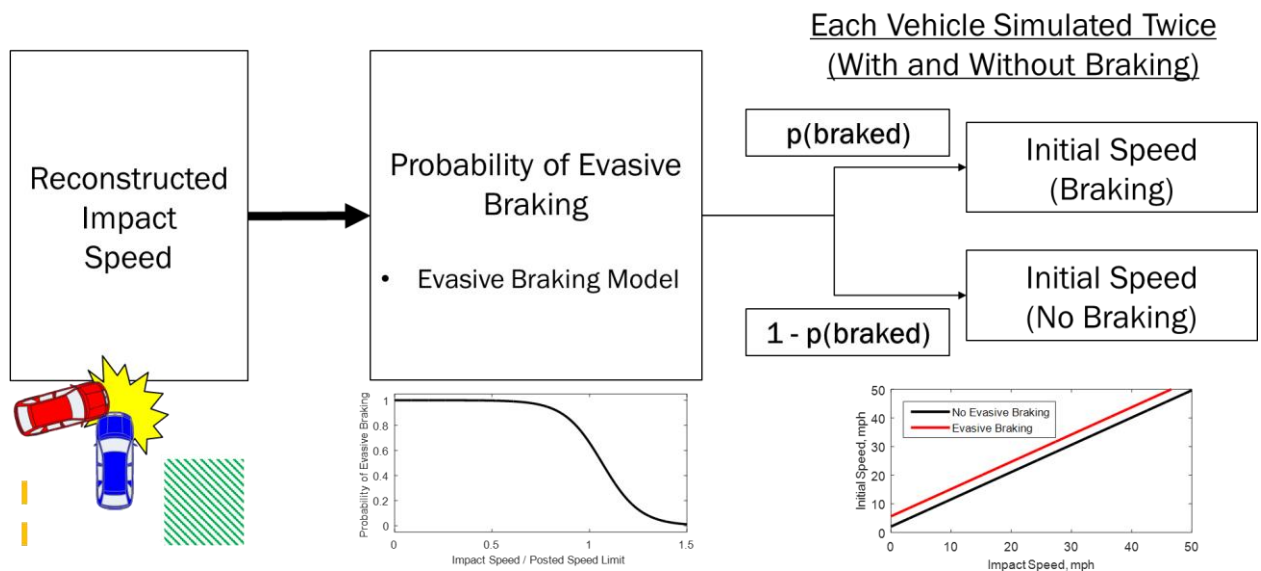 Each Vehicle Simulated Twice
(With and Without Braking)
Reconstructed
Impact
Speed
Probability of Evasive
Braking
• Evasive Braking Model
p(braked)
1 - p(braked)
Initial Speed
(Braking)
Initial Speed
(No Braking)
Probability of Evasive Braking
1
0.8
0.6
0.4
0.2
0
0 0.5 1 1.5
Impact Speed / Posted Speed Limit
Initial Speed, mph
50
40
30
20
10
0
No Evasive Braking
Evasive Braking
0 10 20 30 40 50
Impact Speed, mph